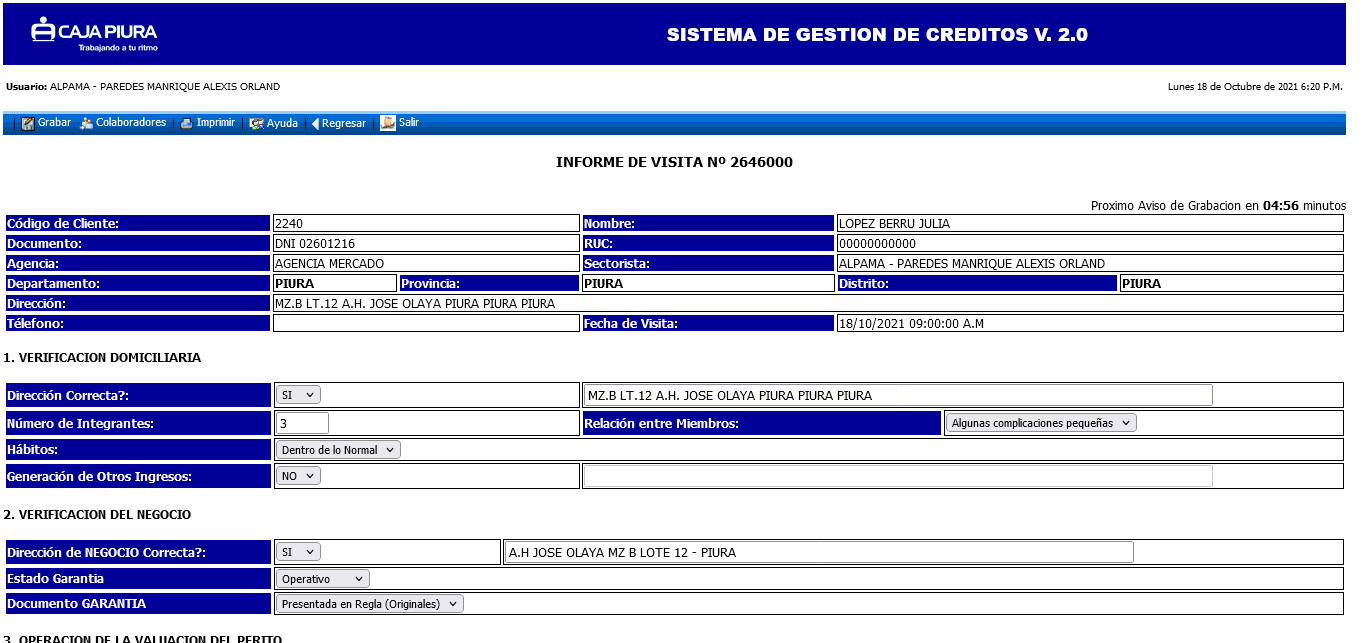 CAJA PIURA
Trabajando a tu ritmo
SISTEMA DE GESTION DE CREDITOS V. 2.0
Usuario: ALPAMA - PAREDES MANRIQUE ALEXIS ORLAND
Lunes 18 de Octubre de 2021 6:20 P.M.
| Grabar Colaboradores | Imprimir | Ayuda | Regresar | Salir
INFORME DE VISITA Nº 2646000
Proximo Aviso de Grabacion en 04:56 minutos
Código de Cliente: 2240 Nombre: LOPEZ BERRU JULIA
Documento: DNI 02601216 RUC: 00000000000
Agencia: AGENCIA MERCADO Sectorista: ALPAMA - PAREDES MANRIQUE ALEXIS ORLAND
Departamento: PIURA Provincia: PIURA Distrito: PIURA
Dirección: MZ.B LT.12 A.H. JOSE OLAYA PIURA PIURA PIURA
Télefono: Fecha de Visita: 18/10/2021 09:00:00 A.M
1. VERIFICACION DOMICILIARIA
Dirección Correcta?: SI MZ.B LT.12 A.H. JOSE OLAYA PIURA PIURA PIURA
Número de Integrantes: 3 Relación entre Miembros: Algunas complicaciones pequeñas
Hábitos: Dentro de lo Normal
Generación de Otros Ingresos: NO
2. VERIFICACION DEL NEGOCIO
Dirección de NEGOCIO Correcta?: SI A.H JOSE OLAYA MZ B LOTE 12 - PIURA
Estado Garantia Operativo
Documento GARANTIA Presentada en Regla (Originales)
3. OPERACION DE LA VALUACION DEL PERITO